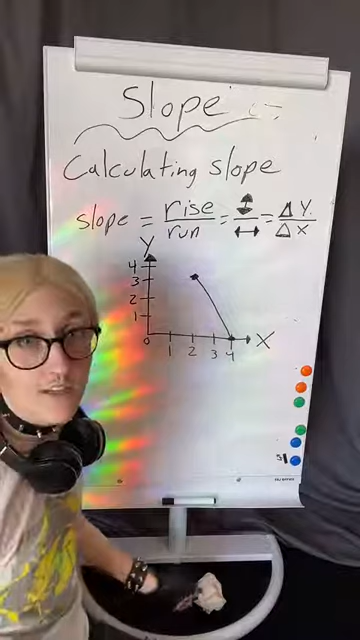 Slope
Calculating slope
slope = rise/run = ↕/↔ = ΔY/ΔX
Y
4
3
2
1
0 1 2 3 4 X